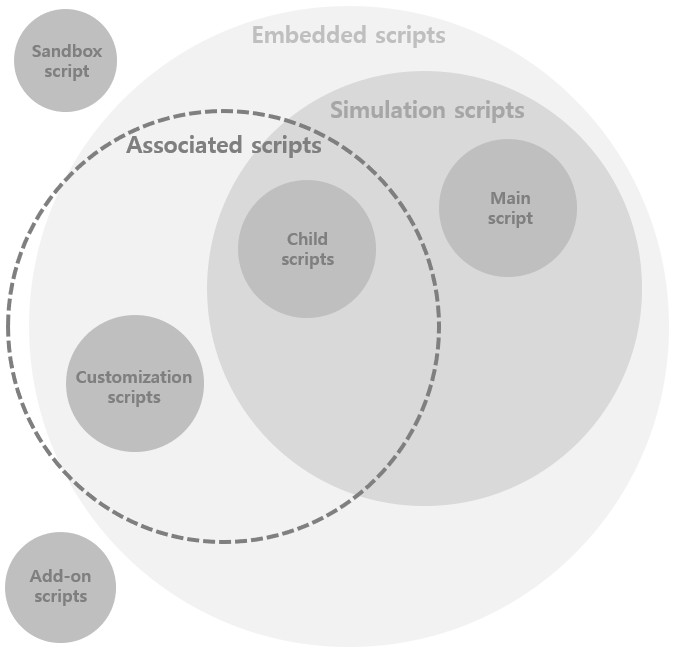 Embedded scripts
Sandbox
script
Simulation scripts
Associated scripts
Main
script
Child
scripts
Customization
scripts
Add-on
scripts